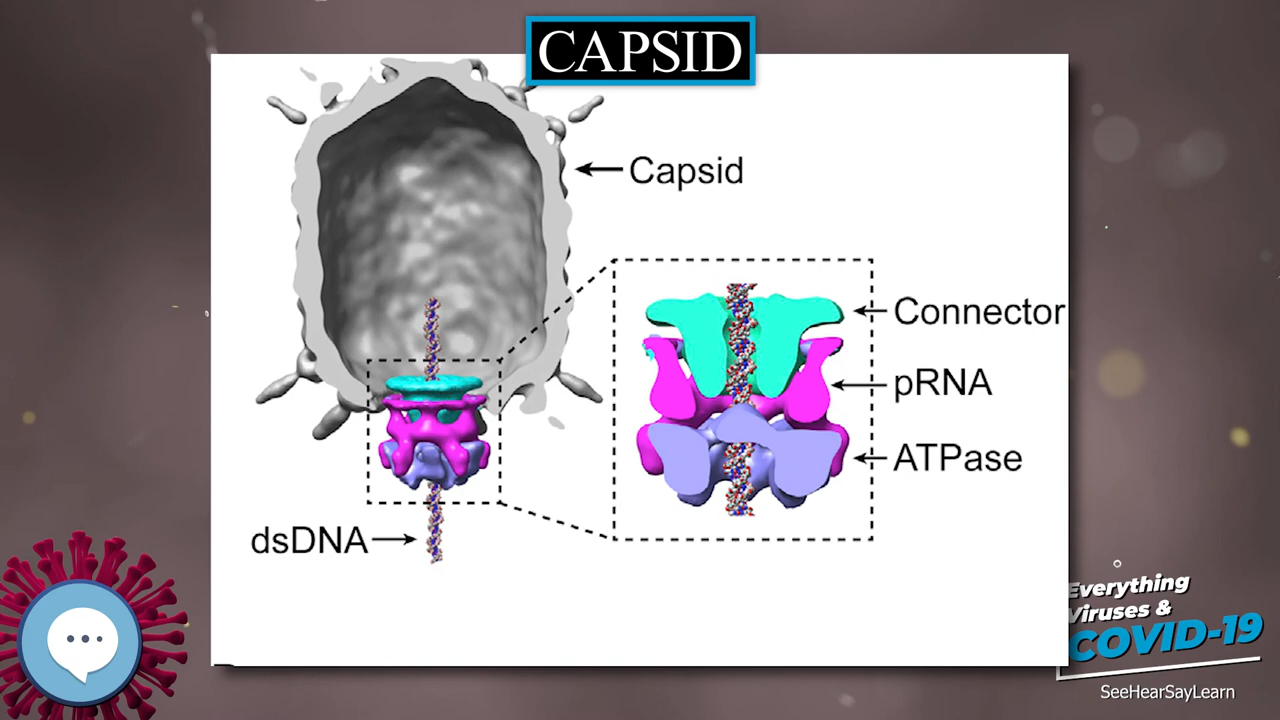 CAPSID
Capsid
Connector
pRNA
ATPase
dsDNA
Everything
Viruses &
COVID-19
SeeHearSayLearn